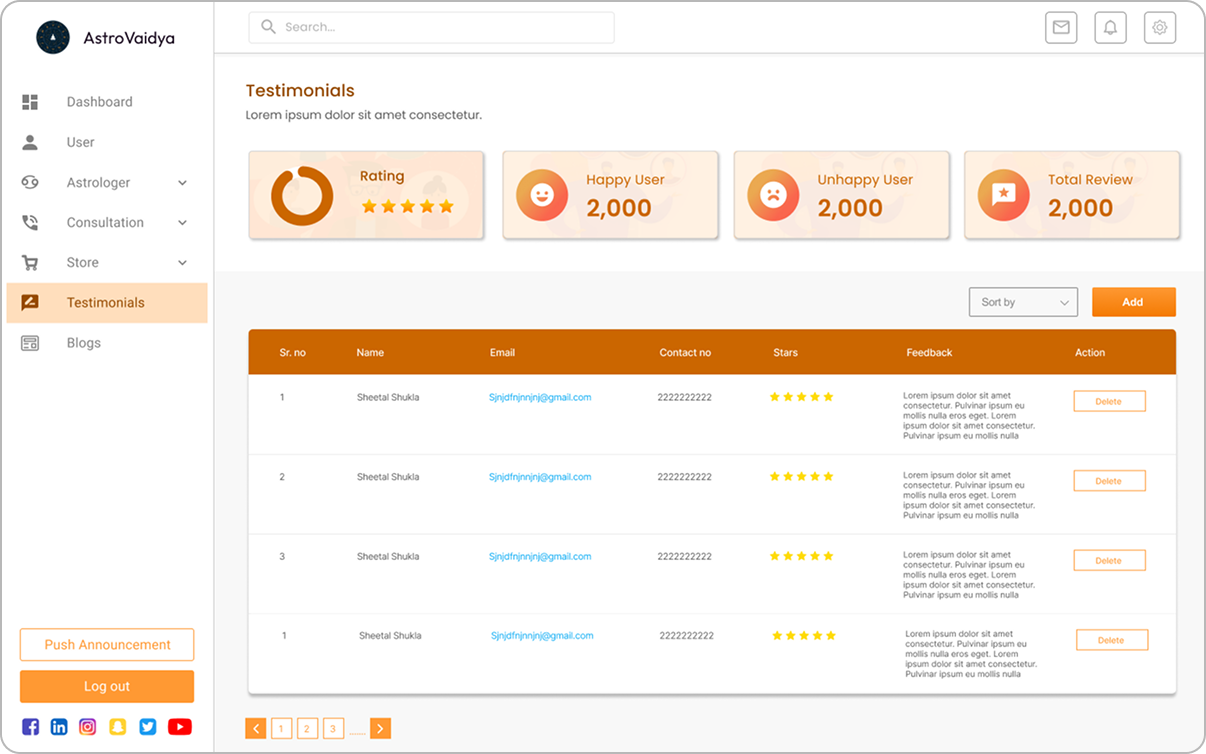 AstroVaidya
Search...
Dashboard
User
Astrologer
Consultation
Store
Testimonials
Blogs
Push Announcement
Log out
Testimonials
Lorem ipsum dolor sit amet consectetur.
Rating
Happy User
2,000
Unhappy User
2,000
Total Review
2,000
Sort by
Add
Sr. no Name Email Contact no Stars Feedback Action
1 Sheetal Shukla Sjnjdfnjnnjnj@gmail.com 2222222222 Lorem ipsum dolor sit amet Delete
consectetur. Pulvinar ipsum eu
mollis nulla eros eget. Lorem
ipsum dolor sit amet consectetur.
Pulvinar ipsum eu mollis nulla
2 Sheetal Shukla Sjnjdfnjnnjnj@gmail.com 2222222222 Lorem ipsum dolor sit amet Delete
consectetur. Pulvinar ipsum eu
mollis nulla eros eget. Lorem
ipsum dolor sit amet consectetur.
Pulvinar ipsum eu mollis nulla
3 Sheetal Shukla Sjnjdfnjnnjnj@gmail.com 2222222222 Lorem ipsum dolor sit amet Delete
consectetur. Pulvinar ipsum eu
mollis nulla eros eget. Lorem
ipsum dolor sit amet consectetur.
Pulvinar ipsum eu mollis nulla
1 Sheetal Shukla Sjnjdfnjnnjnj@gmail.com 2222222222 Lorem ipsum dolor sit amet Delete
consectetur. Pulvinar ipsum eu
mollis nulla eros eget. Lorem
ipsum dolor sit amet consectetur.
Pulvinar ipsum eu mollis nulla
1 2 3 ......